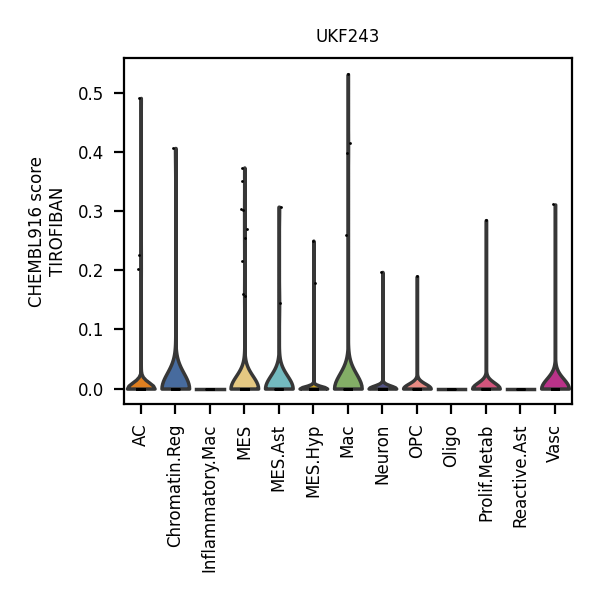 UKF243
CHEMBL916 score
TIROFIBAN
0.5
0.4
0.3
0.2
0.1
0.0
AC
Chromatin.Reg
Inflammatory.Mac
MES
MES.Ast
MES.Hyp
Mac
Neuron
OPC
Oligo
Prolif.Metab
Reactive.Ast
Vasc